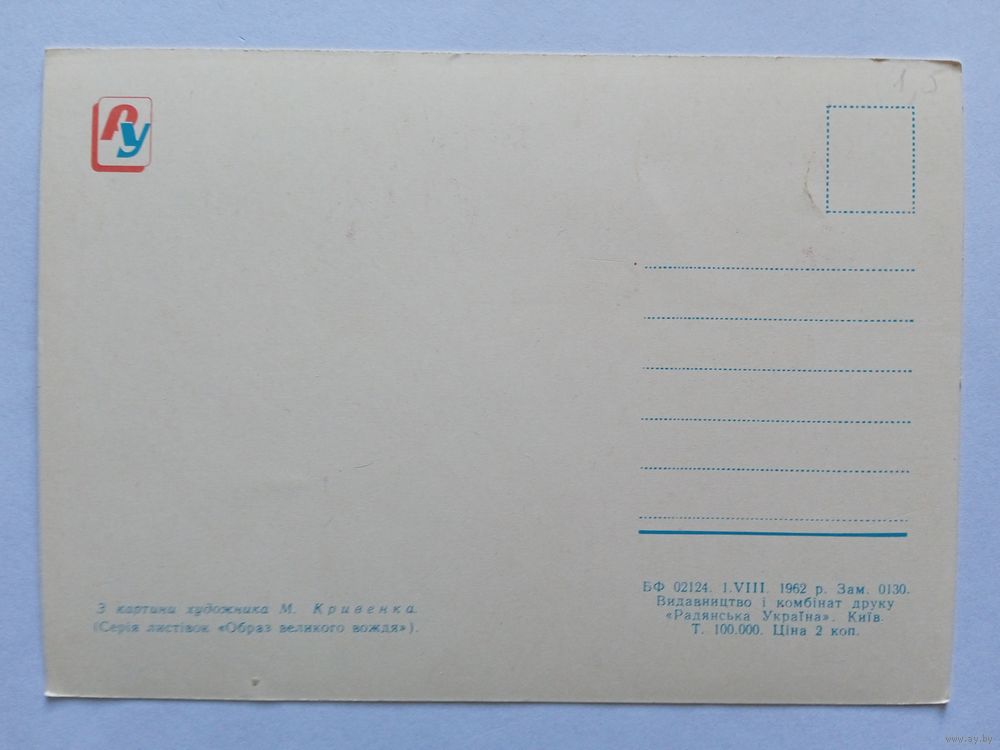 РУ
1,5
З картини художника М. Кривенка.
(Серія листівок «Образ великого вождя»).
БФ 02124. 1.VIII. 1962 р. Зам. 0130.
Видавництво і комбінат друку
«Радянська Україна». Київ.
Т. 100.000. Ціна 2 коп.
www.ay.by